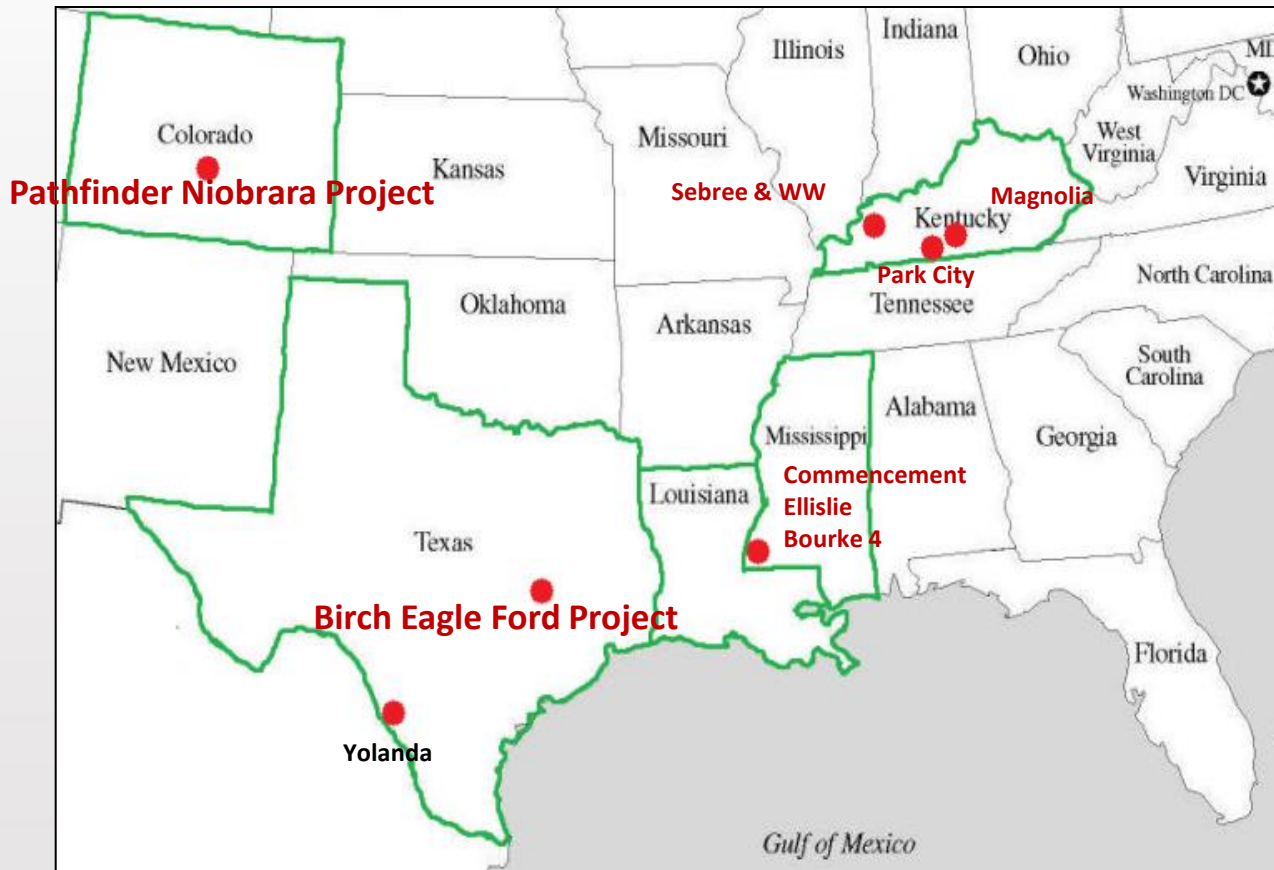 Indiana
Illinois
Ohio
MD
Washington DC
Colorado
Missouri
West
Virginia
Kansas
Virginia
Pathfinder Niobrara Project
Sebree & WW
Magnolia
Kentucky
Park City
North Carolina
Oklahoma
Tennessee
Arkansas
New Mexico
South
Carolina
Alabama
Mississippi
Georgia
Commencement
Louisiana
Ellislie
Texas
Bourke 4
Birch Eagle Ford Project
Florida
Yolanda
Gulf of Mexico